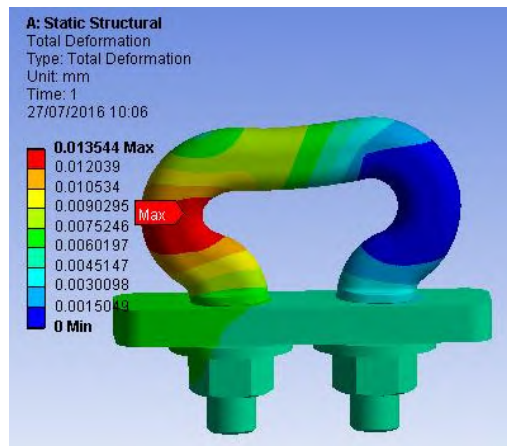 A: Static Structural
Total Deformation
Type: Total Deformation
Unit: mm
Time: 1
27/07/2016 10:06
0.013544 Max
0.012039
0.010534
0.0090295
0.0075246
0.0060197
0.0045147
0.0030098
0.0015049
0 Min
Max